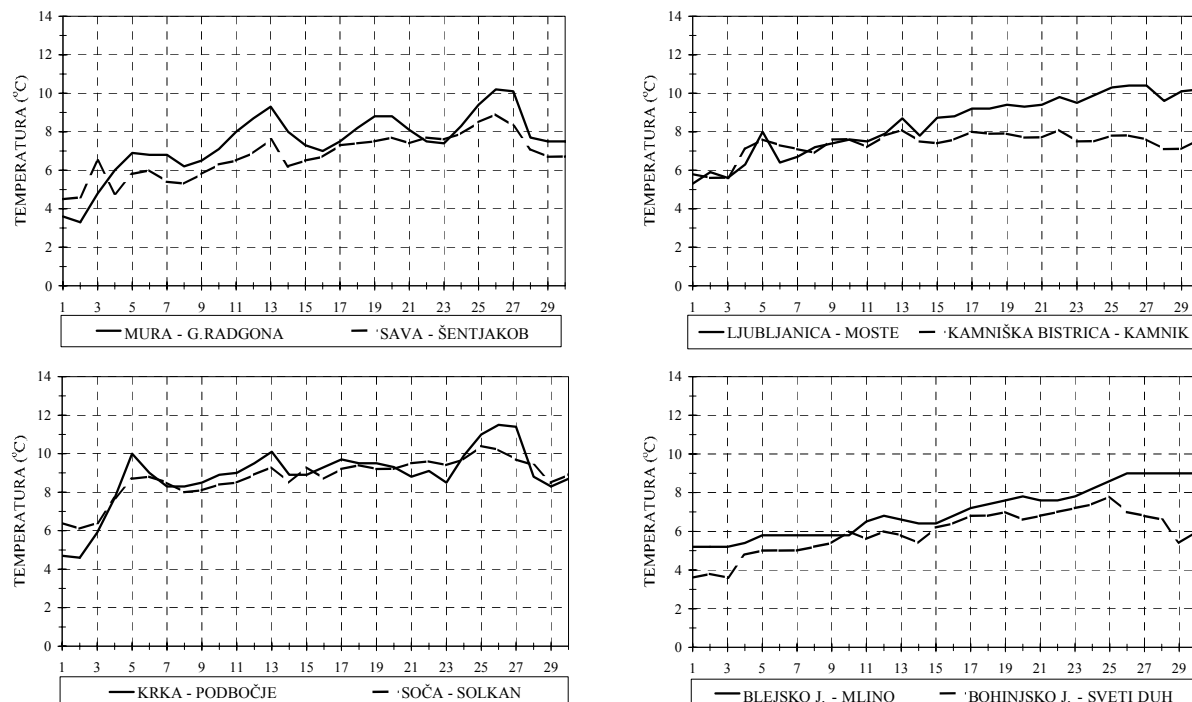 TEMPERATURA (°C)
14
12
10
8
6
4
2
0
1 3 5 7 9 11 13 15 17 19 21 23 25 27 29
MURA - G.RADGONA SAVA - ŠENTJAKOB
TEMPERATURA (°C)
14
12
10
8
6
4
2
0
1 3 5 7 9 11 13 15 17 19 21 23 25 27 29
LJUBLJANICA - MOSTE KAMNIŠKA BISTRICA - KAMNIK
TEMPERATURA (°C)
14
12
10
8
6
4
2
0
1 3 5 7 9 11 13 15 17 19 21 23 25 27 29
KRKA - PODBOČJE SOČA - SOLKAN
TEMPERATURA (°C)
14
12
10
8
6
4
2
0
1 3 5 7 9 11 13 15 17 19 21 23 25 27 29
BLEJSKO J. - MLINO BOHINJSKO J. - SVETI DUH